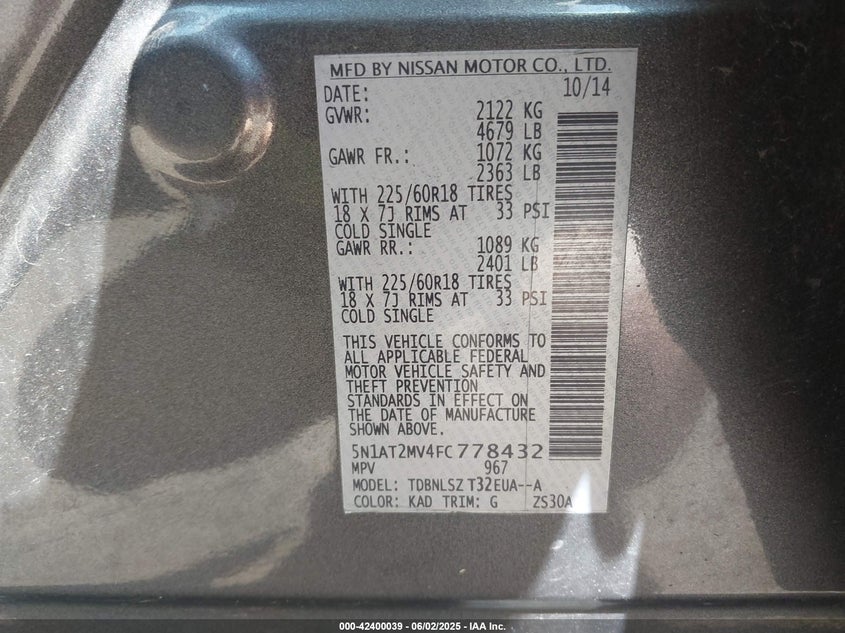 MFD BY NISSAN MOTOR CO., LTD.
DATE: 10/14
GVWR: 2122 KG
4679 LB
GAWR FR.: 1072 KG
2363 LB
WITH 225/60R18 TIRES
18 X 7J RIMS AT 33 PSI
COLD SINGLE
GAWR RR.: 1089 KG
2401 LB
WITH 225/60R18 TIRES
18 X 7J RIMS AT 33 PSI
COLD SINGLE
THIS VEHICLE CONFORMS TO
ALL APPLICABLE FEDERAL
MOTOR VEHICLE SAFETY AND
THEFT PREVENTION
STANDARDS IN EFFECT ON
THE DATE OF MANUFACTURE
SHOWN ABOVE.
5N1AT2MV4FC778432
MPV 967
MODEL: TDBNLSZ T32EUA--A
COLOR: KAD TRIM: G ZS30A
000-42400039 - 06/02/2025 - IAA Inc.